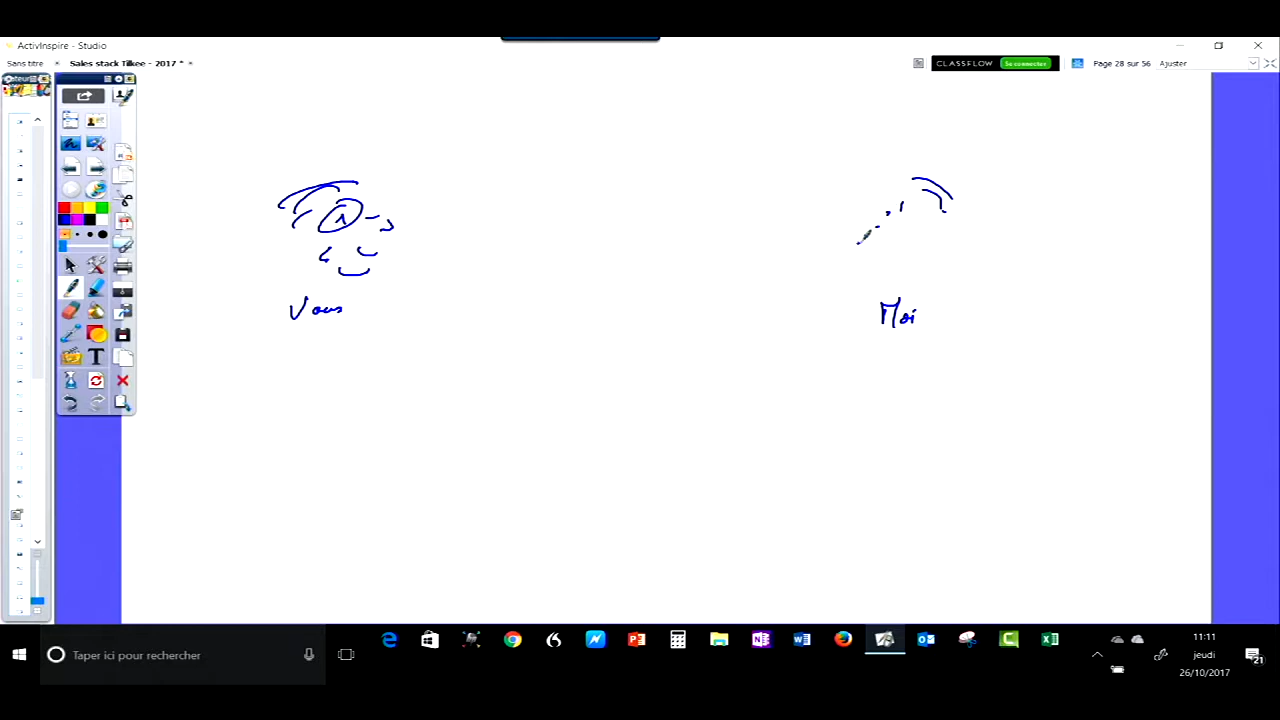 ActivInspire - Studio
Sans titre
Sales stack Tilkee - 2017 *
CLASSFLOW
Se connecter
Page 28 sur 56
Ajuster
Vous
Moi
Taper ici pour rechercher
11:11
jeudi
26/10/2017
21